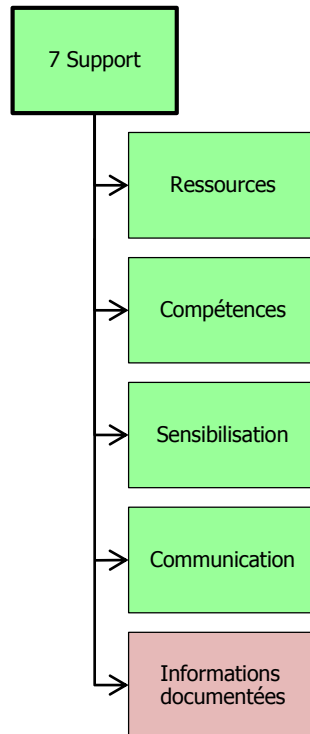 7 Support
Ressources
Compétences
Sensibilisation
Communication
Informations
documentées